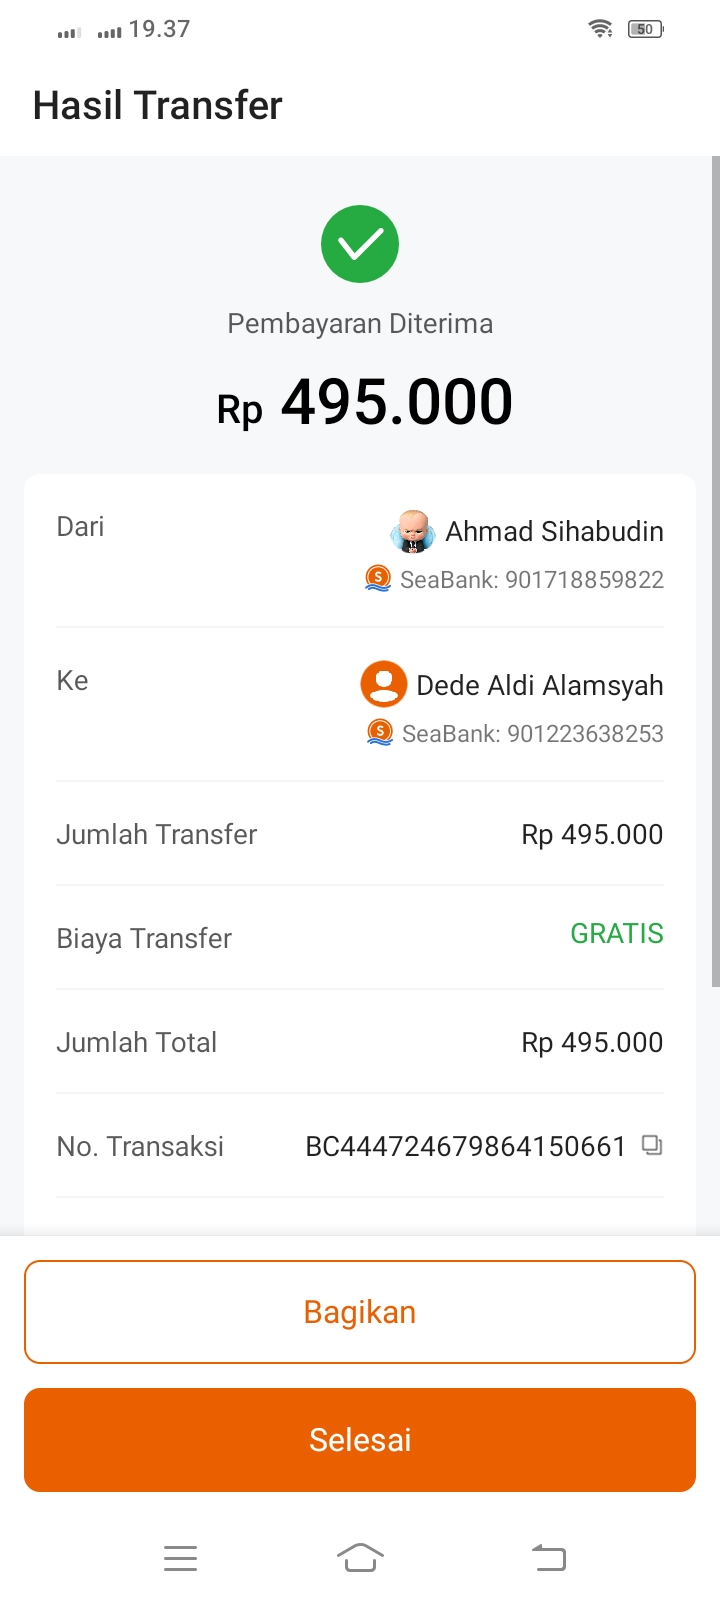 19.37
50
Hasil Transfer
Pembayaran Diterima
Rp 495.000
Dari
Ahmad Sihabudin
SeaBank: 901718859822
Ke
Dede Aldi Alamsyah
SeaBank: 901223638253
Jumlah Transfer
Rp 495.000
Biaya Transfer
GRATIS
Jumlah Total
Rp 495.000
No. Transaksi
BC444724679864150661
Bagikan
Selesai